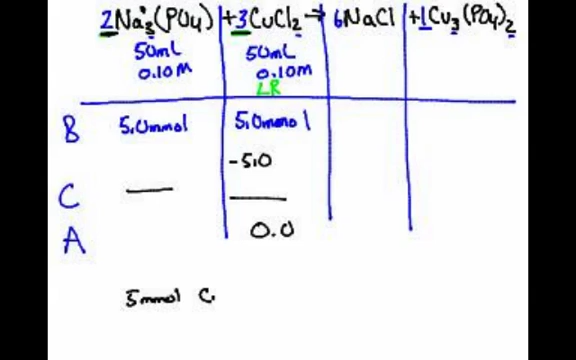 2Na₃(PO₄) + 3CuCl₂ → 6NaCl + 1Cu₃(PO₄)₂
50mL 50mL
0.10M 0.10M
LR
B 5.0mmol 5.0mmol
-5.0
C
A 0.0
5mmol C